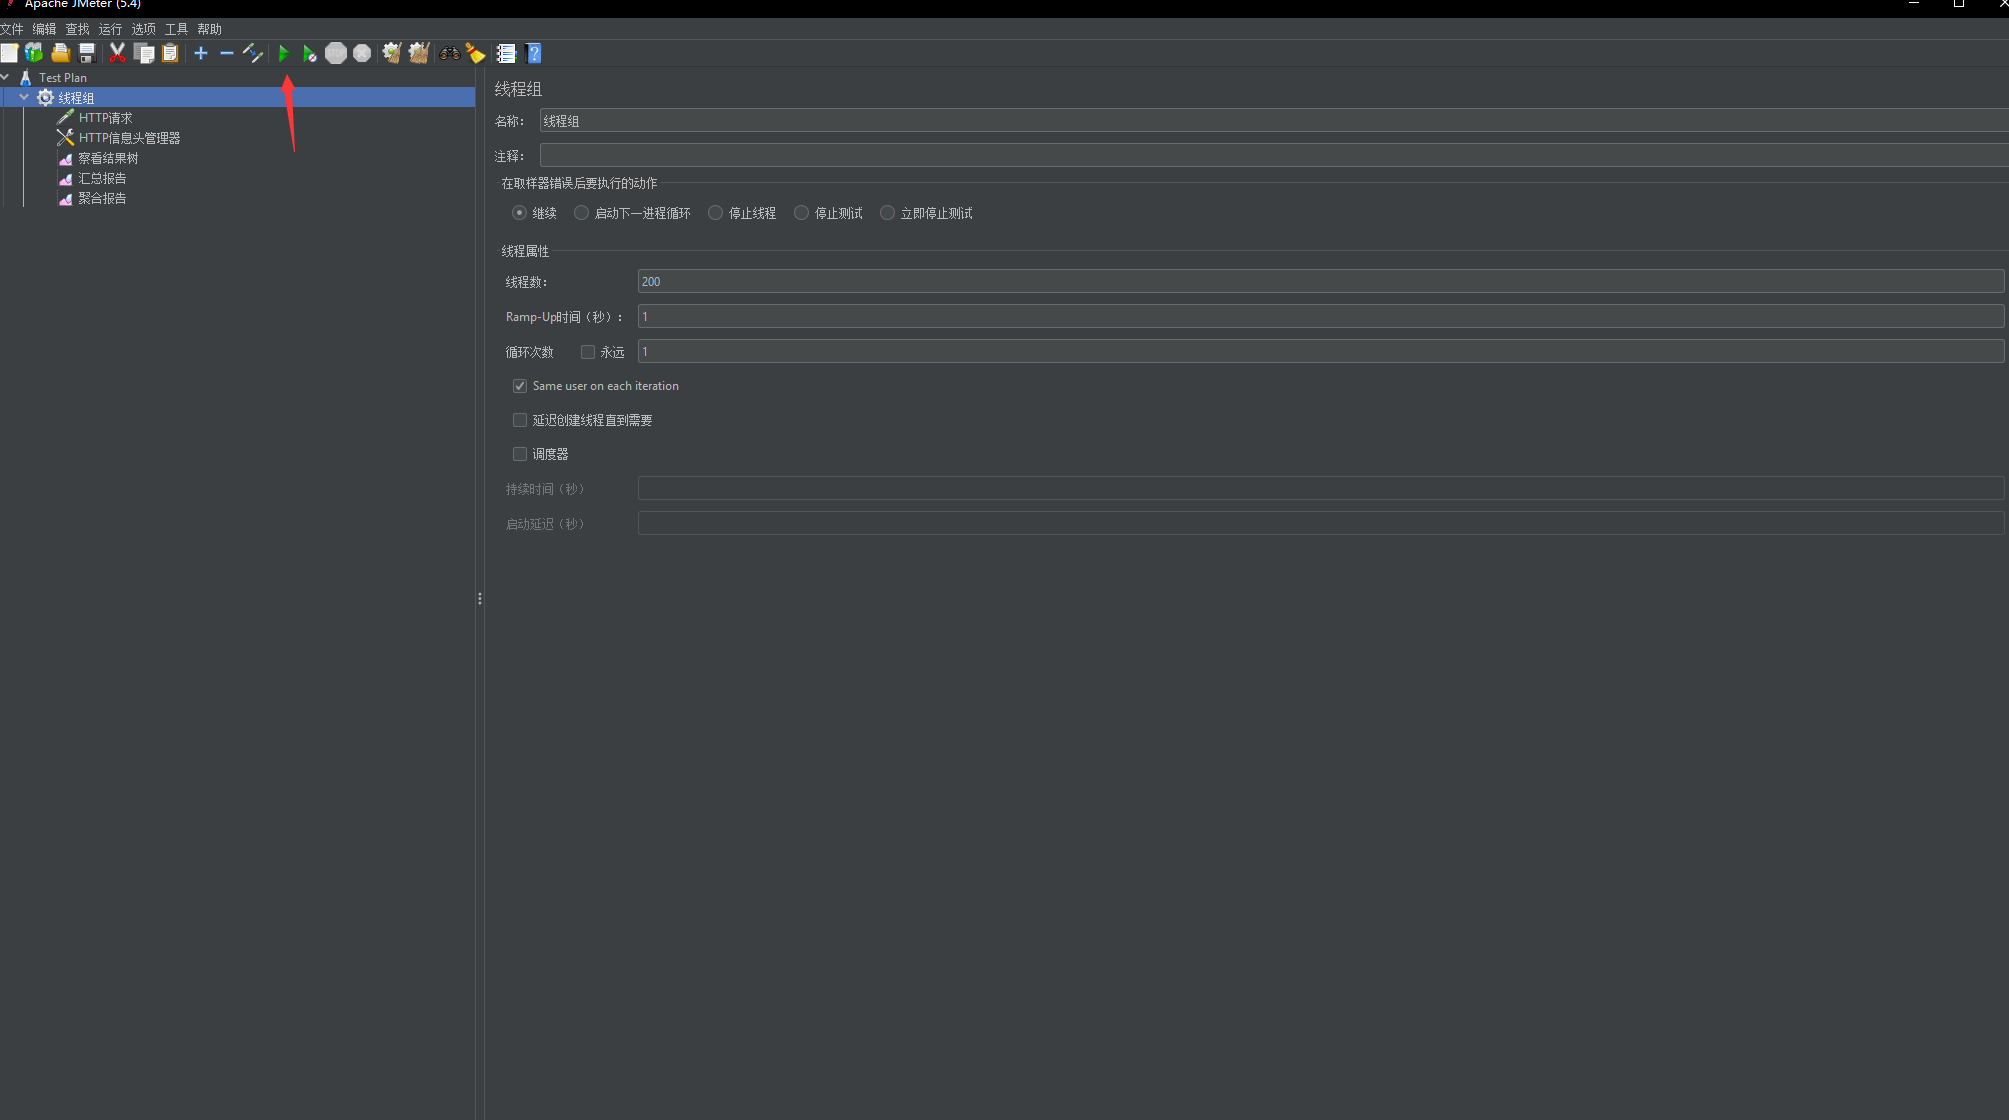 Apache JMeter (5.4)
文件 编辑 查找 运行 选项 工具 帮助
Test Plan
线程组
HTTP请求
HTTP信息头管理器
察看结果树
汇总报告
聚合报告
线程组
名称： 线程组
注释：
在取样器错误后要执行的动作
继续 启动下一进程循环 停止线程 停止测试 立即停止测试
线程属性
线程数： 200
Ramp-Up时间（秒）： 1
循环次数 永远 1
Same user on each iteration
延迟创建线程直到需要
调度器
持续时间（秒）
启动延迟（秒）